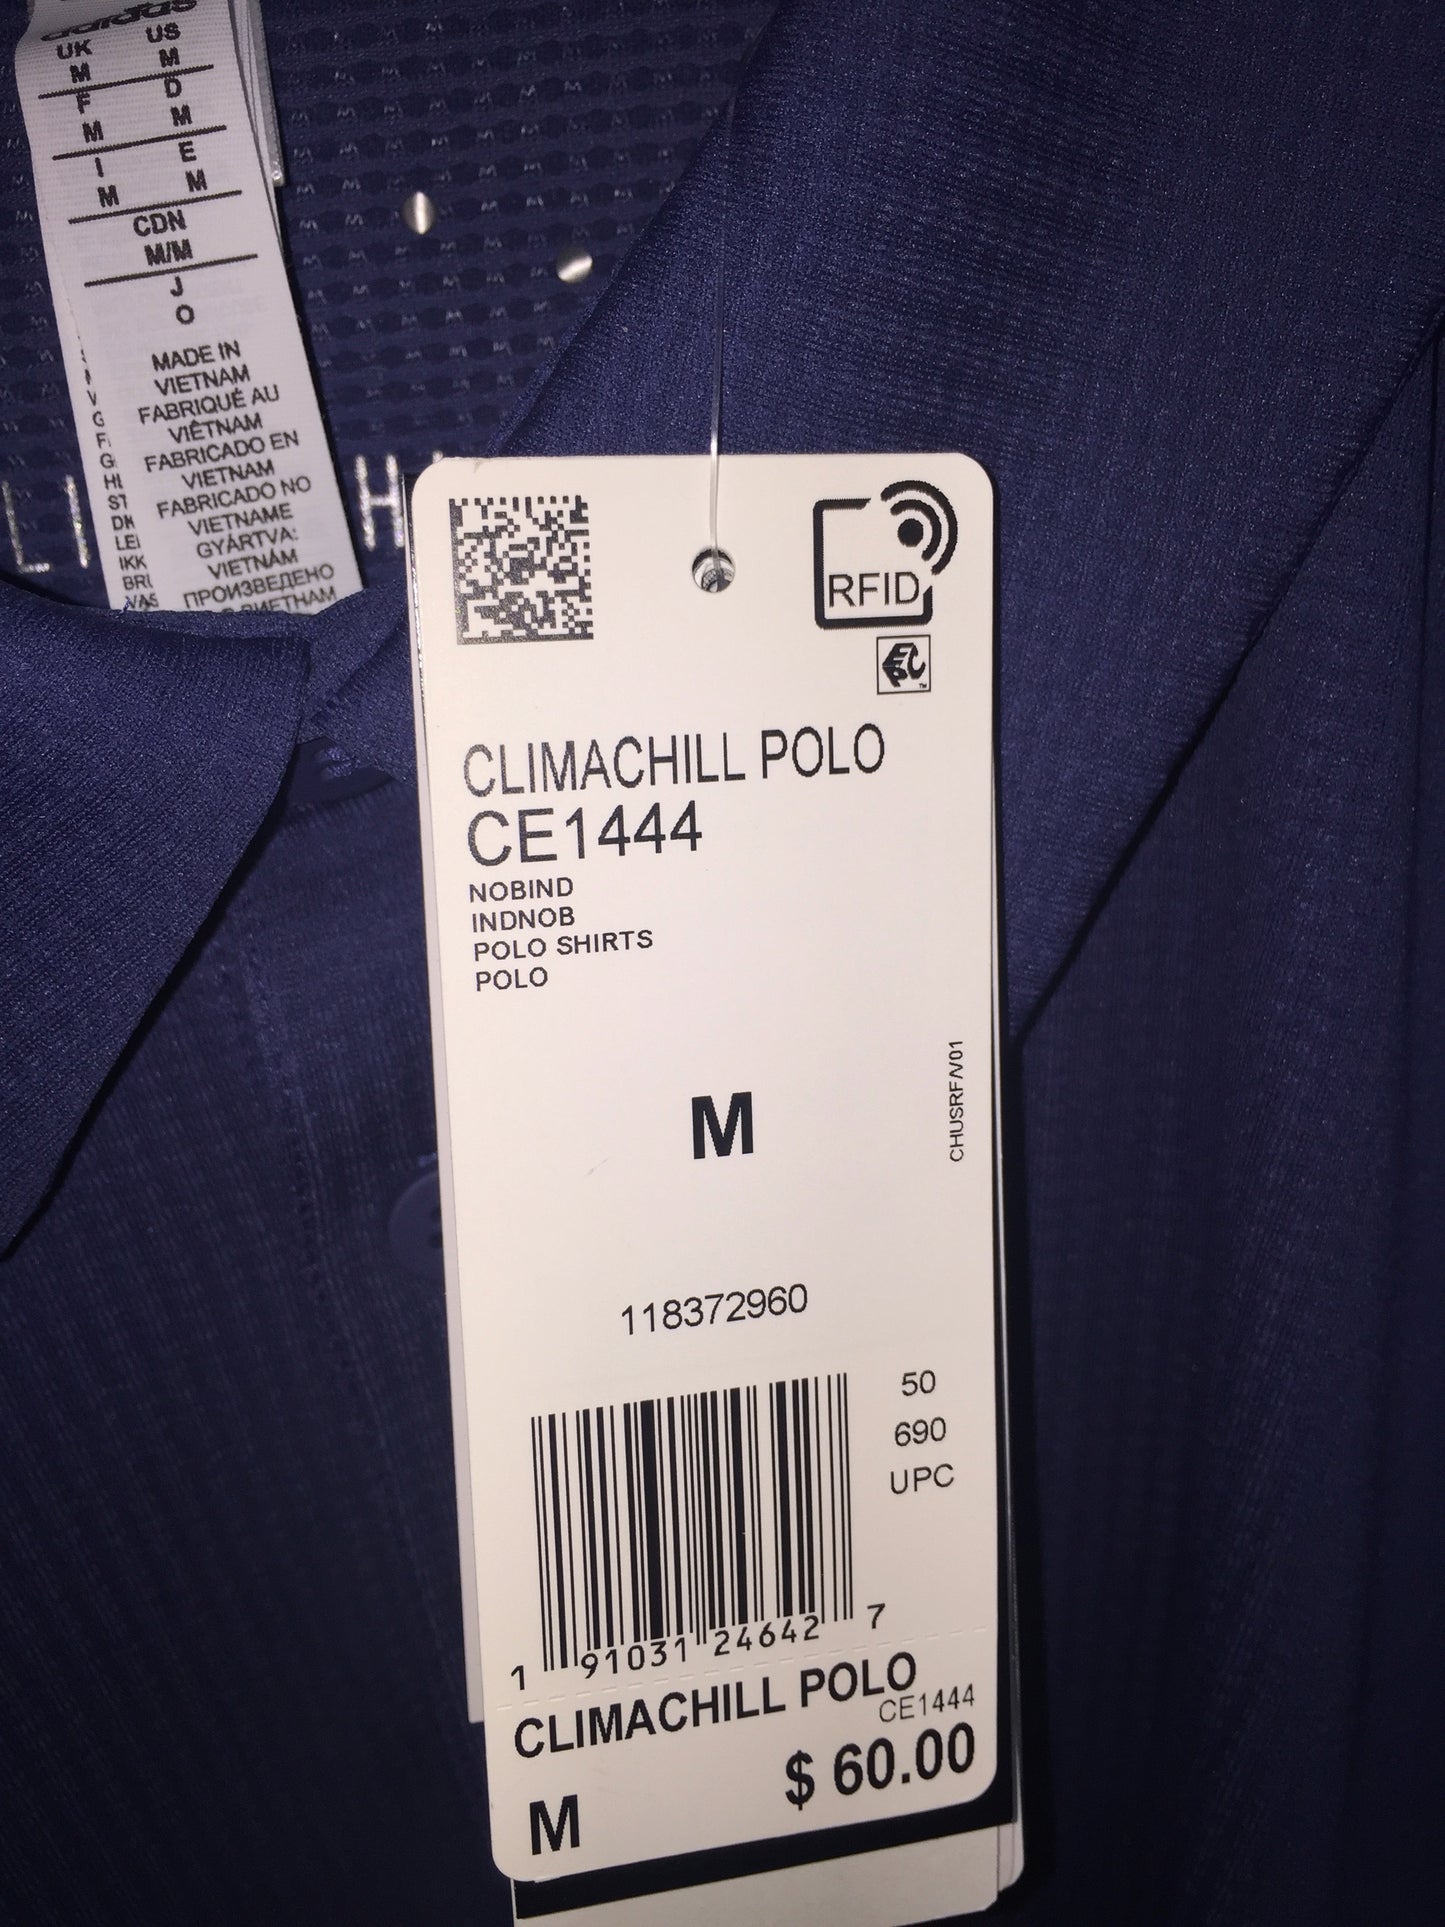 adidas
UK US
M M
F D
M M
I E
M M
CDN
M/M
J
O
MADE IN
VIETNAM
FABRIQUÉ AU
VIÊTNAM
FABRICADO EN
VIETNAM
FABRICADO NO
VIETNAME
GYÁRTVA:
VIETNÁM
ПРОИЗВЕДЕНО
ВИЕТНАМ
RFID
EPC
CLIMACHILL POLO
CE1444
NOBIND
INDNOB
POLO SHIRTS
POLO
CHUSRFA/01
M
118372960
50
690
UPC
1 91031 24642 7
CLIMACHILL POLO
CE1444
$ 60.00
M